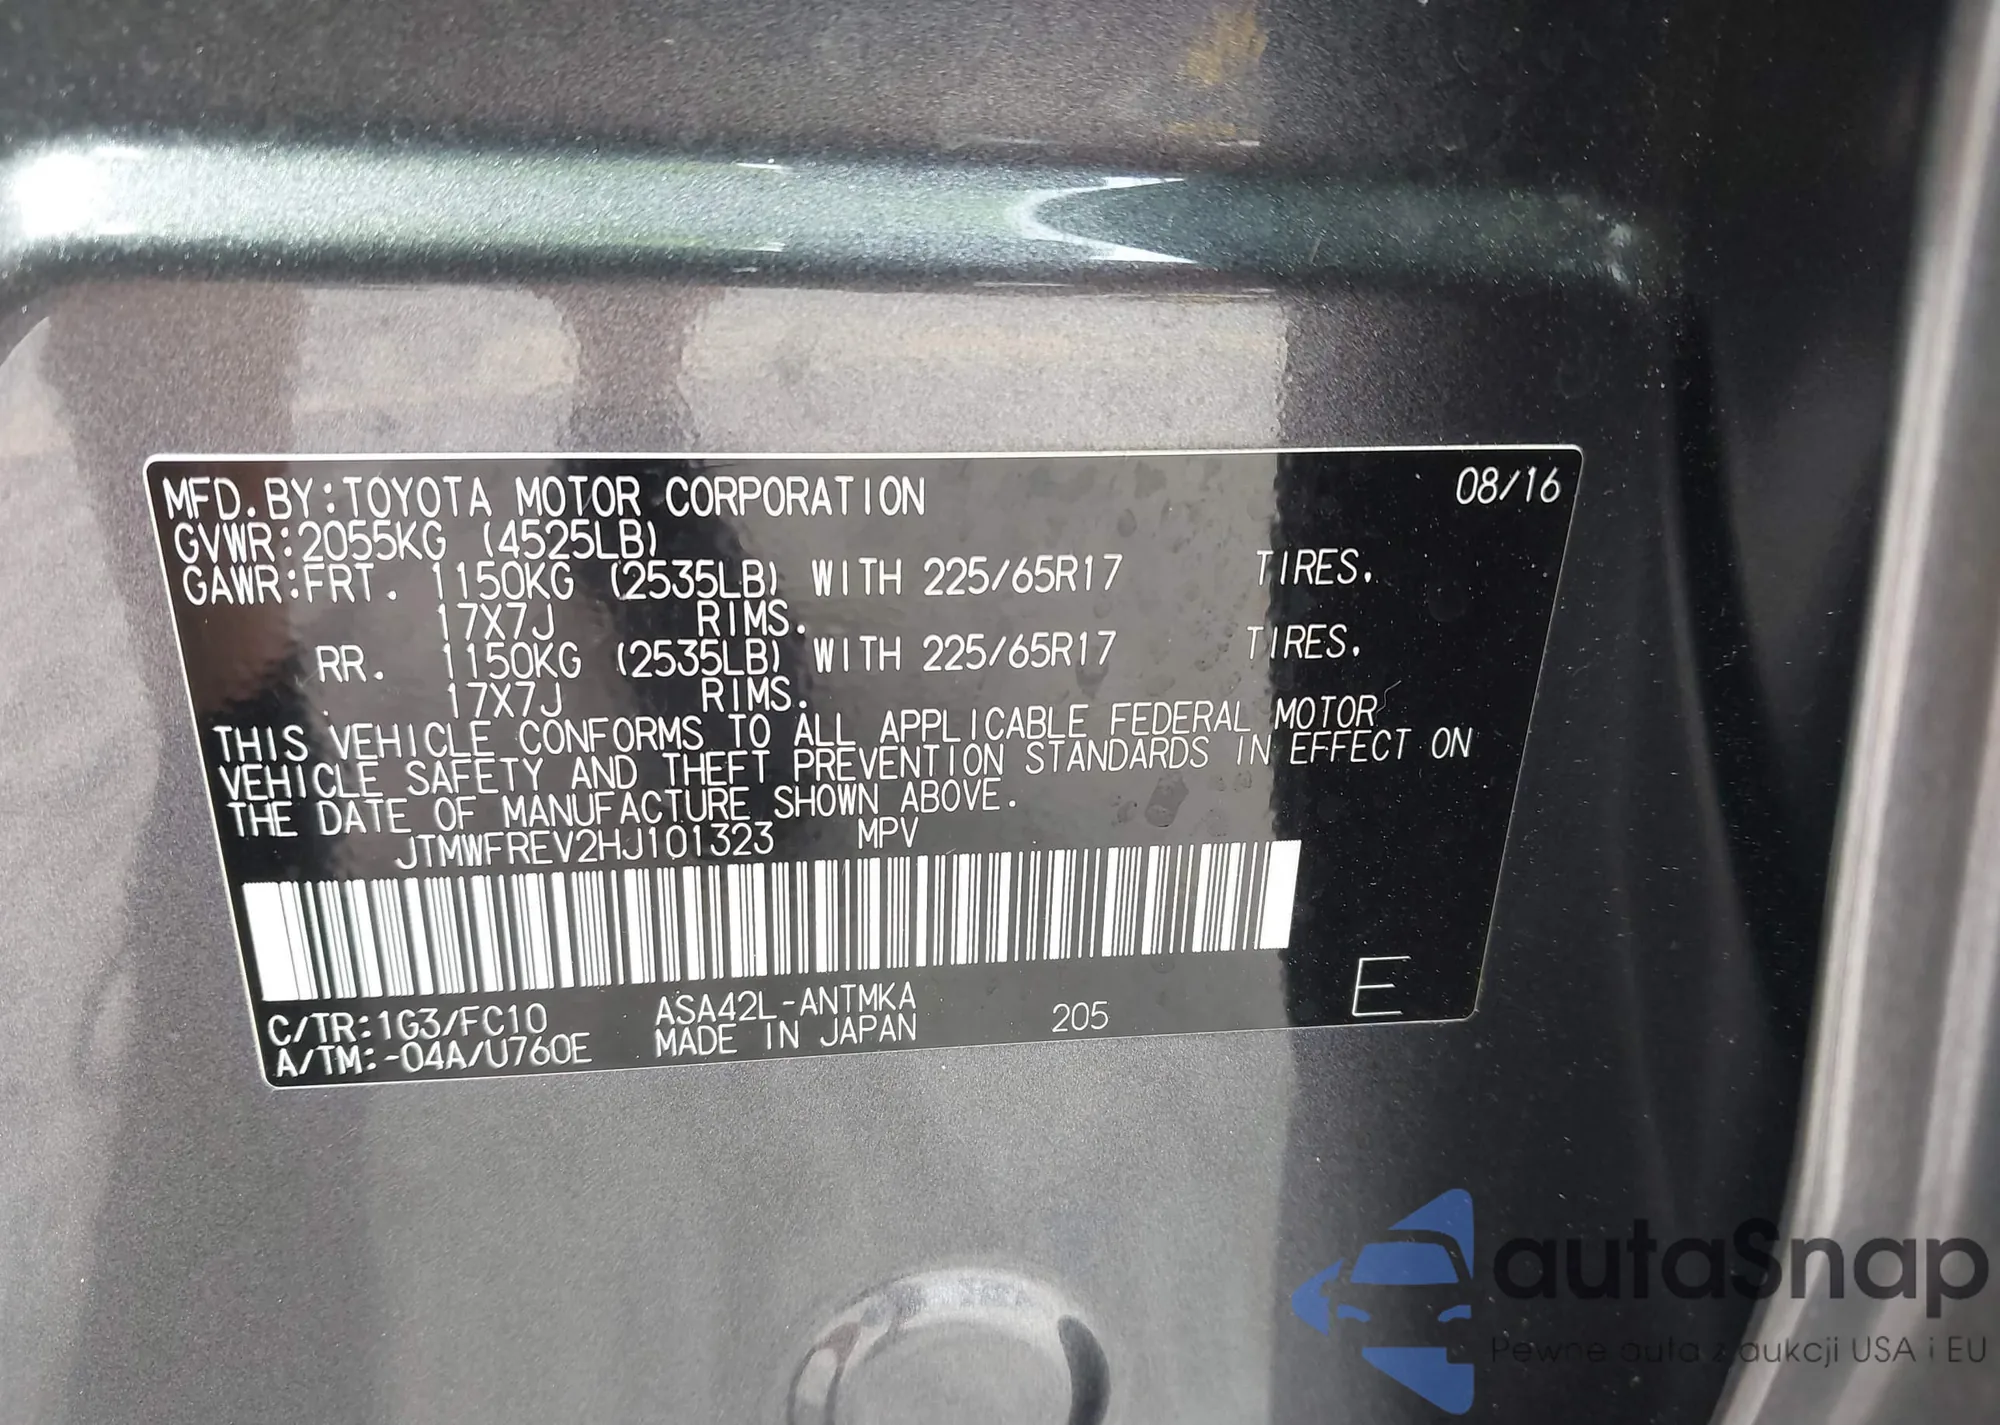 MFD. BY:TOYOTA MOTOR CORPORATION 08/16
GVWR:2055KG (4525LB)
GAWR:FRT. 1150KG (2535LB) WITH 225/65R17 TIRES.
17X7J RIMS.
RR. 1150KG (2535LB) WITH 225/65R17 TIRES.
17X7J RIMS.
THIS VEHICLE CONFORMS TO ALL APPLICABLE FEDERAL MOTOR
VEHICLE SAFETY AND THEFT PREVENTION STANDARDS IN EFFECT ON
THE DATE OF MANUFACTURE SHOWN ABOVE.
JTMWFREV2HJ101323 MPV
C/TR:1G3/FC10 ASA42L-ANTMKA 205 E
A/TM:-04A/U760E MADE IN JAPAN
autaSnap
Pewne auta z aukcji USA i EU